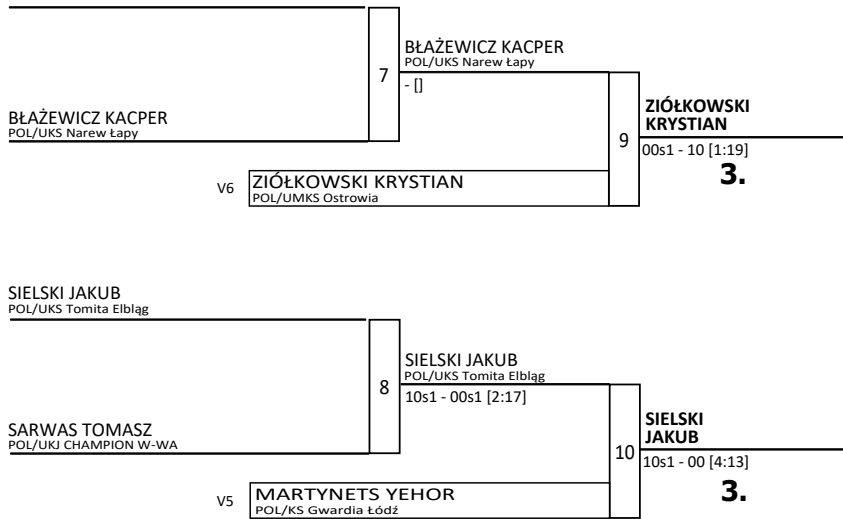 BŁAŻEWICZ KACPER
POL/UKS Narew Łapy
7
BŁAŻEWICZ KACPER
POL/UKS Narew Łapy
- []
V6
ZIÓŁKOWSKI KRYSTIAN
POL/UMKS Ostrowia
9
ZIÓŁKOWSKI
KRYSTIAN
00s1 - 10 [1:19]
3.
SIELSKI JAKUB
POL/UKS Tomita Elbląg
SARWAS TOMASZ
POL/UKJ CHAMPION W-WA
8
SIELSKI JAKUB
POL/UKS Tomita Elbląg
10s1 - 00s1 [2:17]
V5
MARTYNETS YEHOR
POL/KS Gwardia Łódź
10
SIELSKI
JAKUB
10s1 - 00 [4:13]
3.